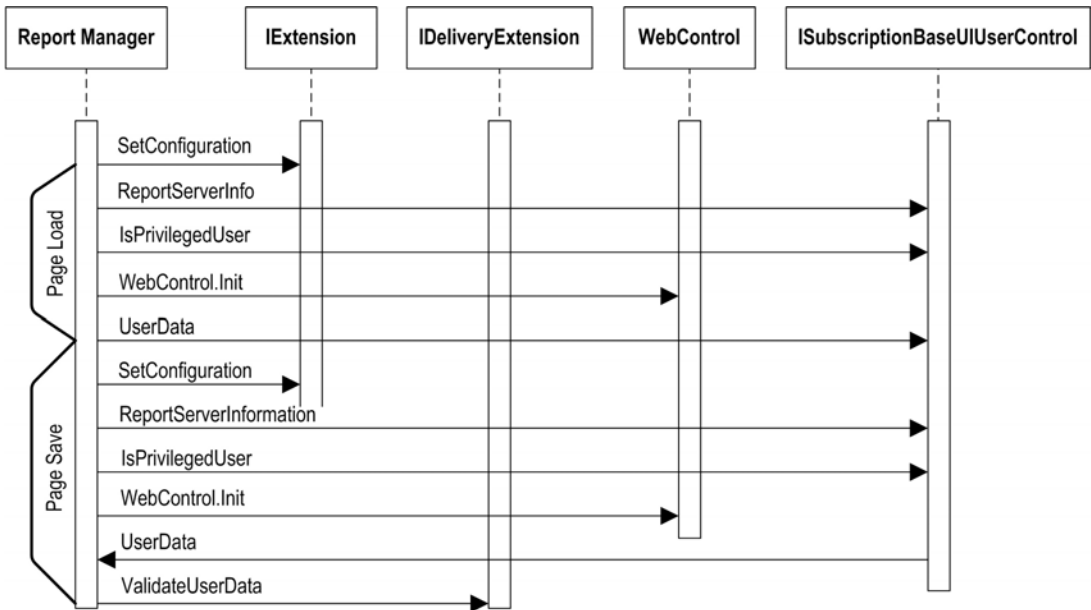 Report Manager
IExtension
IDeliveryExtension
WebControl
ISubscriptionBaseUIUserControl
Page Load
SetConfiguration
ReportServerInfo
IsPrivilegedUser
WebControl.Init
UserData
Page Save
SetConfiguration
ReportServerInformation
IsPrivilegedUser
WebControl.Init
UserData
ValidateUserData